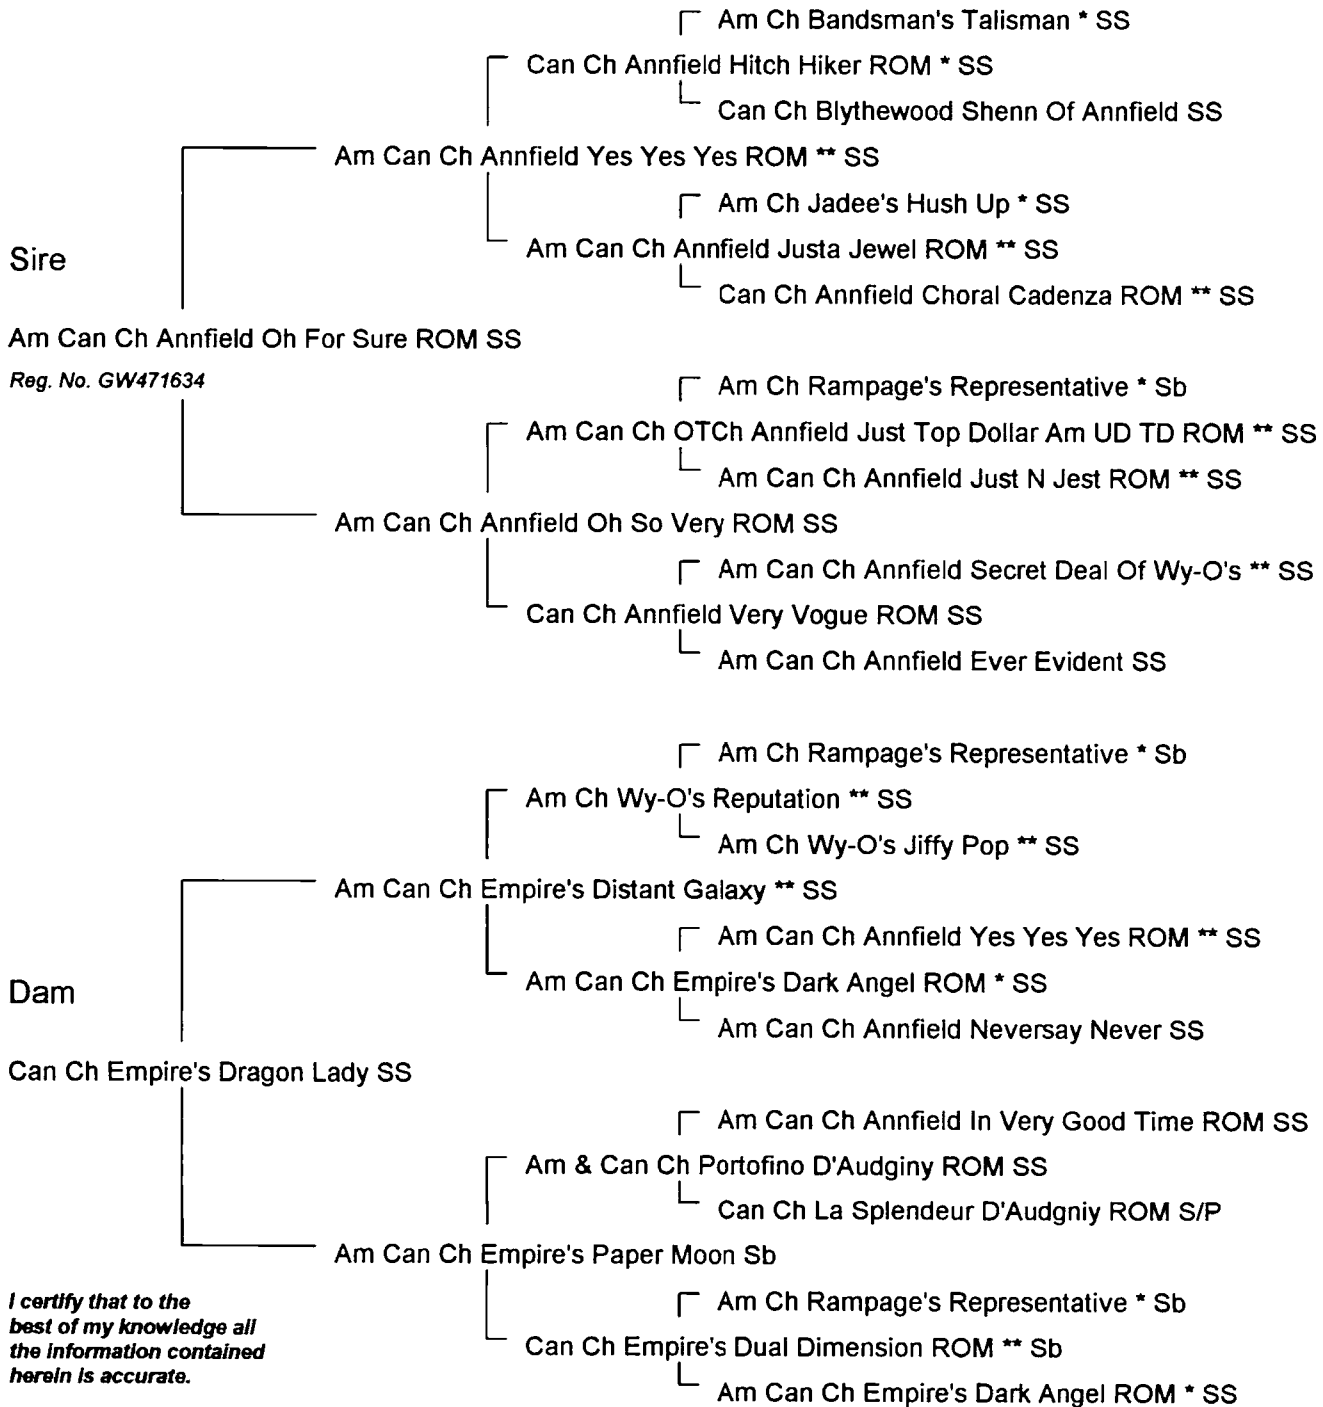 Am Ch Bandsman's Talisman * SS
Can Ch Annfield Hitch Hiker ROM * SS
Can Ch Blythewood Shenn Of Annfield SS
Am Can Ch Annfield Yes Yes Yes ROM ** SS
Am Ch Jadee's Hush Up * SS
Sire
Am Can Ch Annfield Justa Jewel ROM ** SS
Can Ch Annfield Choral Cadenza ROM ** SS
Am Can Ch Annfield Oh For Sure ROM SS
Reg. No. GW471634
Am Ch Rampage's Representative * Sb
Am Can Ch OTCh Annfield Just Top Dollar Am UD TD ROM ** SS
Am Can Ch Annfield Just N Jest ROM ** SS
Am Can Ch Annfield Oh So Very ROM SS
Am Can Ch Annfield Secret Deal Of Wy-O's ** SS
Can Ch Annfield Very Vogue ROM SS
Am Can Ch Annfield Ever Evident SS
Am Ch Rampage's Representative * Sb
Am Ch Wy-O's Reputation ** SS
Am Ch Wy-O's Jiffy Pop ** SS
Am Can Ch Empire's Distant Galaxy ** SS
Am Can Ch Annfield Yes Yes Yes ROM ** SS
Am Can Ch Empire's Dark Angel ROM * SS
Dam
Am Can Ch Annfield Neversay Never SS
Can Ch Empire's Dragon Lady SS
Am Can Ch Annfield In Very Good Time ROM SS
Am & Can Ch Portofino D'Audginy ROM SS
Can Ch La Splendeur D'Audgniy ROM S/P
Am Can Ch Empire's Paper Moon Sb
Am Ch Rampage's Representative * Sb
Can Ch Empire's Dual Dimension ROM ** Sb
Am Can Ch Empire's Dark Angel ROM * SS
I certify that to the
best of my knowledge all
the information contained
herein is accurate.